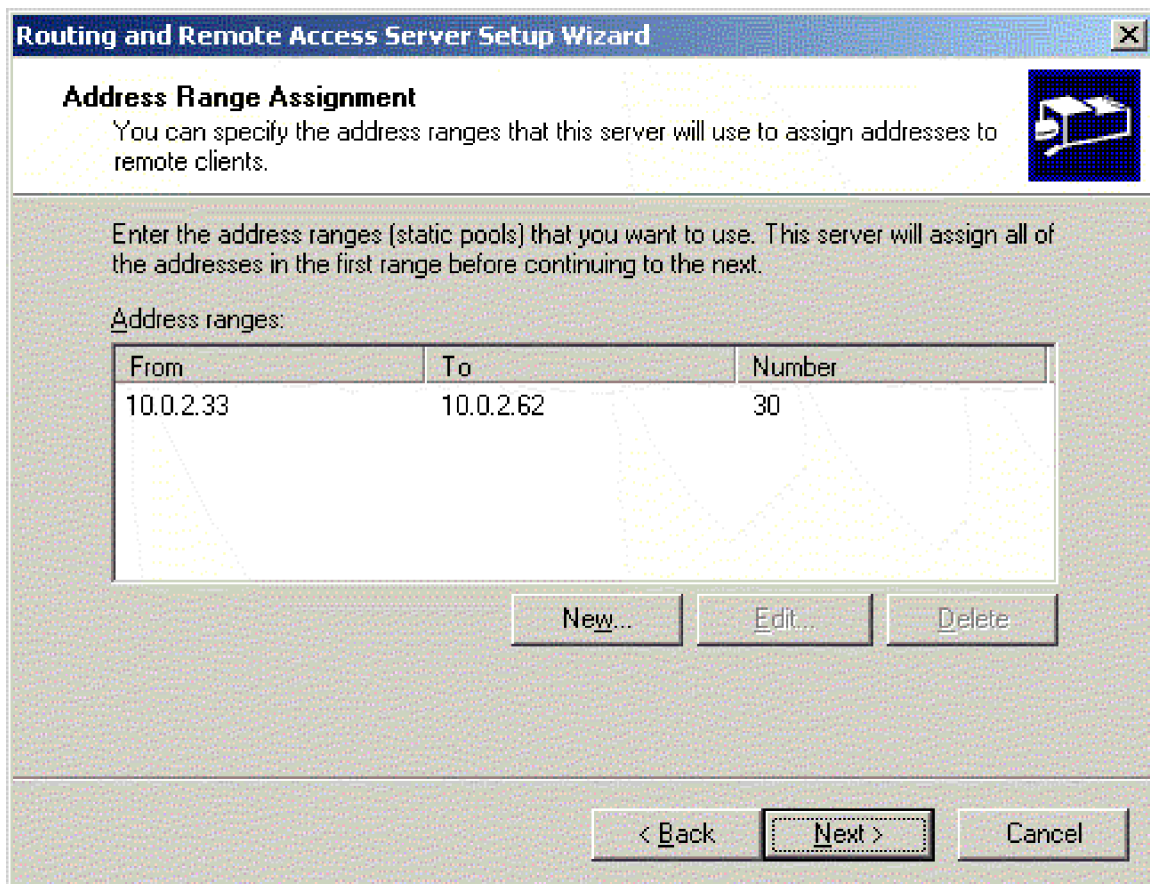 Routing and Remote Access Server Setup Wizard
Address Range Assignment
You can specify the address ranges that this server will use to assign addresses to
remote clients.
Enter the address ranges (static pools) that you want to use. This server will assign all of
the addresses in the first range before continuing to the next.
Address ranges:
From To Number
10.0.2.33 10.0.2.62 30
New... Edit... Delete
< Back Next > Cancel